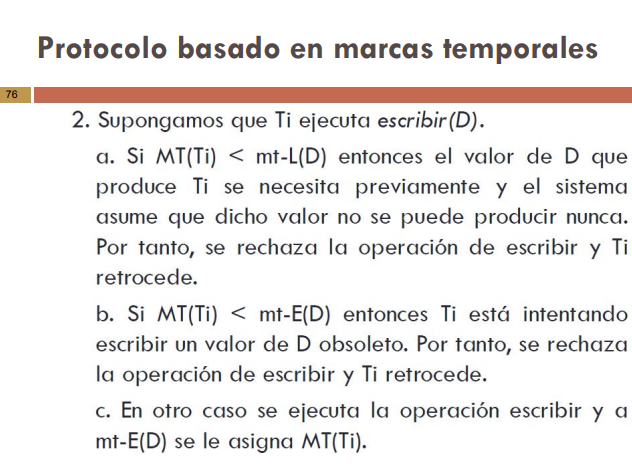 Protocolo basado en marcas temporales
76
2. Supongamos que Ti ejecuta escribir(D).
a. Si MT(Ti) < mt-L(D) entonces el valor de D que
produce Ti se necesita previamente y el sistema
asume que dicho valor no se puede producir nunca.
Por tanto, se rechaza la operación de escribir y Ti
retrocede.
b. Si MT(Ti) < mt-E(D) entonces Ti está intentando
escribir un valor de D obsoleto. Por tanto, se rechaza
la operación de escribir y Ti retrocede.
c. En otro caso se ejecuta la operación escribir y a
mt-E(D) se le asigna MT(Ti).